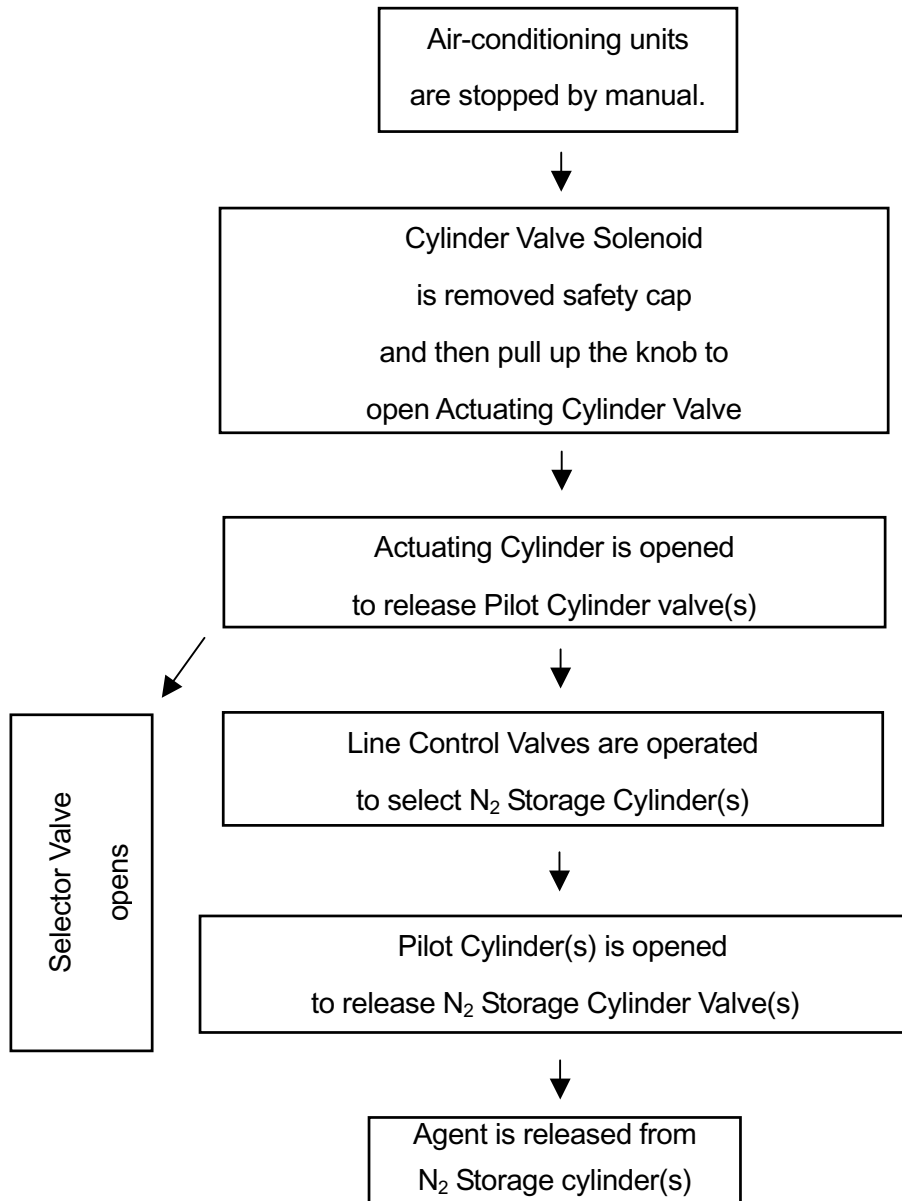 Air-conditioning units
are stopped by manual.
Cylinder Valve Solenoid
is removed safety cap
and then pull up the knob to
open Actuating Cylinder Valve
Actuating Cylinder is opened
to release Pilot Cylinder valve(s)
Selector Valve
opens
Line Control Valves are operated
to select N₂ Storage Cylinder(s)
Pilot Cylinder(s) is opened
to release N₂ Storage Cylinder Valve(s)
Agent is released from
N₂ Storage cylinder(s)